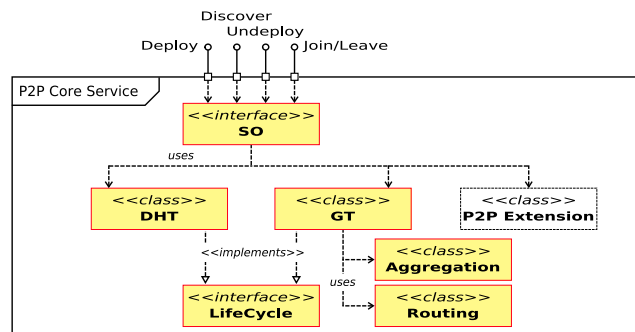 Discover
Undeploy
Deploy
Join/Leave
P2P Core Service
<<interface>>
SO
uses
<<class>>
DHT
<<class>>
GT
<<class>>
P2P Extension
<<implements>>
<<class>>
Aggregation
uses
<<interface>>
LifeCycle
<<class>>
Routing